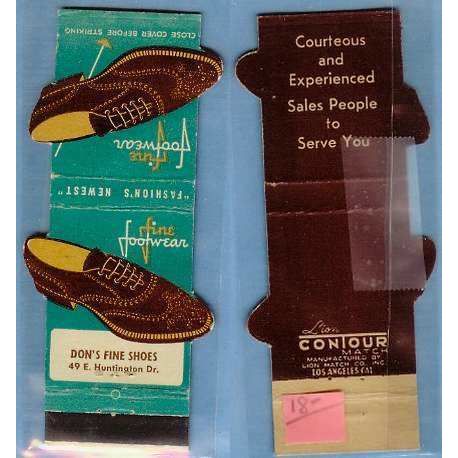 CLOSE COVER BEFORE STRIKING
fine
footwear
"FASHION'S NEWEST"
fine
footwear
DON'S FINE SHOES
49 E. Huntington Dr.
Courteous
and
Experienced
Sales People
to
Serve You
Lion
CONTOUR
MATCH
MANUFACTURED BY
LION MATCH CO. INC.
LOS ANGELES CAL
18-